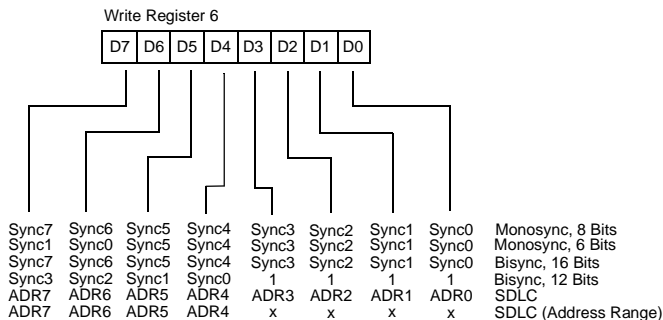 Write Register 6
D7 D6 D5 D4 D3 D2 D1 D0
Sync7 Sync6 Sync5 Sync4 Sync3 Sync2 Sync1 Sync0 Monosync, 8 Bits
Sync1 Sync0 Sync5 Sync4 Sync3 Sync2 Sync1 Sync0 Monosync, 6 Bits
Sync7 Sync6 Sync5 Sync4 Sync3 Sync2 Sync1 Sync0 Bisync, 16 Bits
Sync3 Sync2 Sync1 Sync0 1 1 1 1 Bisync, 12 Bits
ADR7 ADR6 ADR5 ADR4 ADR3 ADR2 ADR1 ADR0 SDLC
ADR7 ADR6 ADR5 ADR4 x x x x SDLC (Address Range)